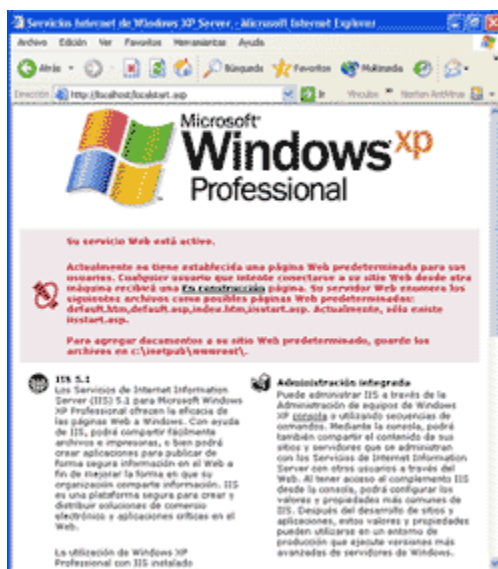 Servicios Internet de Windows XP Server - Microsoft Internet Explorer
Archivo Edición Ver Favoritos Herramientas Ayuda
Atrás Búsqueda Favoritos Multimedia
Dirección http://localhost/localstart.asp Ir Vínculos Norton AntiVirus
Microsoft
Windows xp
Professional
Su servicio Web está activo.
Actualmente no tiene establecida una página Web predeterminada para sus
usuarios. Cualquier usuario que intente conectarse a su sitio Web desde otra
máquina recibirá una En construcción página. Su servidor Web enumera los
siguientes archivos como posibles páginas Web predeterminadas:
default.htm,default.asp,index.htm,iisstart.asp. Actualmente, sólo existe
iisstart.asp.
Para agregar documentos a su sitio Web predeterminado, guarde los
archivos en c:\inetpub\wwwroot\.
IIS 5.1
Los Servicios de Internet Information
Server (IIS) 5.1 para Microsoft Windows
XP Professional ofrecen la eficacia de
las páginas Web a Windows. Con ayuda
de IIS, podrá compartir fácilmente
archivos e impresoras, o bien podrá
crear aplicaciones para publicar de
forma segura información en el Web a
fin de mejorar la forma en que su
organización comparte información. IIS
es una plataforma segura para crear y
distribuir soluciones de comercio
electrónico y aplicaciones críticas en el
Web.
La utilización de Windows XP
Professional con IIS instalado
Administración integrada
Puede administrar IIS a través de la
Administración de equipos de Windows
XP consola o utilizando secuencias de
comandos. Mediante la consola, podrá
también compartir el contenido de sus
sitios y servidores que se administran
con los Servicios de Internet Information
Server con otros usuarios a través del
Web. Al tener acceso al complemento IIS
desde la consola, podrá configurar los
valores y propiedades más comunes de
IIS. Después del desarrollo de sitios y
aplicaciones, estos valores y propiedades
pueden utilizarse en un entorno de
producción que ejecute versiones más
avanzadas de servidores de Windows.